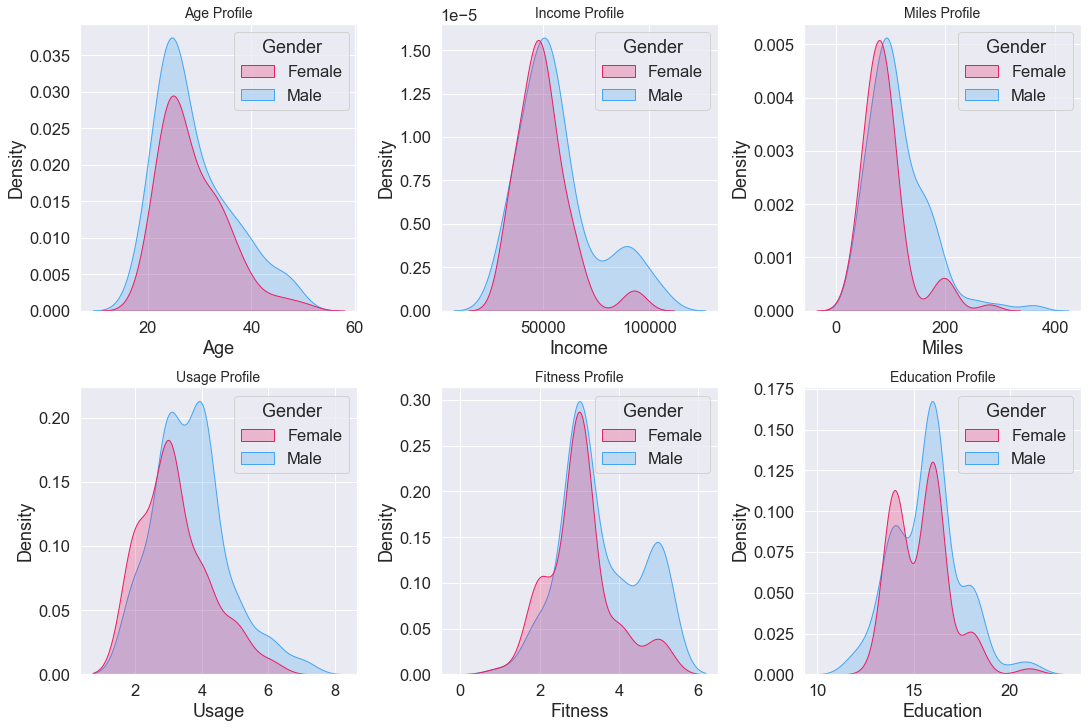 Age Profile
Gender
Female
Male
0.035
0.030
0.025
0.020
0.015
0.010
0.005
0.000
Density
20
40
60
Age
Income Profile
1e−5
Gender
Female
Male
1.50
1.25
1.00
0.75
0.50
0.25
0.00
Density
50000
100000
Income
Miles Profile
Gender
Female
Male
0.005
0.004
0.003
0.002
0.001
0.000
Density
0
200
400
Miles
Usage Profile
Gender
Female
Male
0.20
0.15
0.10
0.05
0.00
Density
2
4
6
8
Usage
Fitness Profile
Gender
Female
Male
0.30
0.25
0.20
0.15
0.10
0.05
0.00
Density
0
2
4
6
Fitness
Education Profile
Gender
Female
Male
0.175
0.150
0.125
0.100
0.075
0.050
0.025
0.000
Density
10
15
20
Education